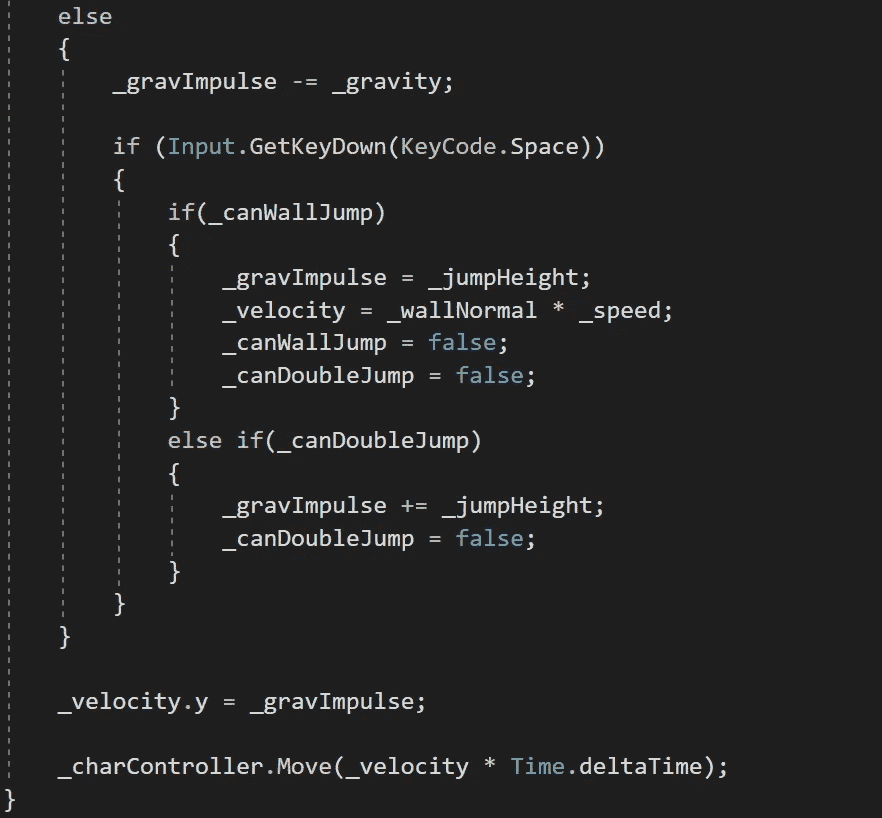 else
{
_gravImpulse -= _gravity;
if (Input.GetKeyDown(KeyCode.Space))
{
if(_canWallJump)
{
_gravImpulse = _jumpHeight;
_velocity = _wallNormal * _speed;
_canWallJump = false;
_canDoubleJump = false;
}
else if(_canDoubleJump)
{
_gravImpulse += _jumpHeight;
_canDoubleJump = false;
}
}
}
_velocity.y = _gravImpulse;
_charController.Move(_velocity * Time.deltaTime);
}